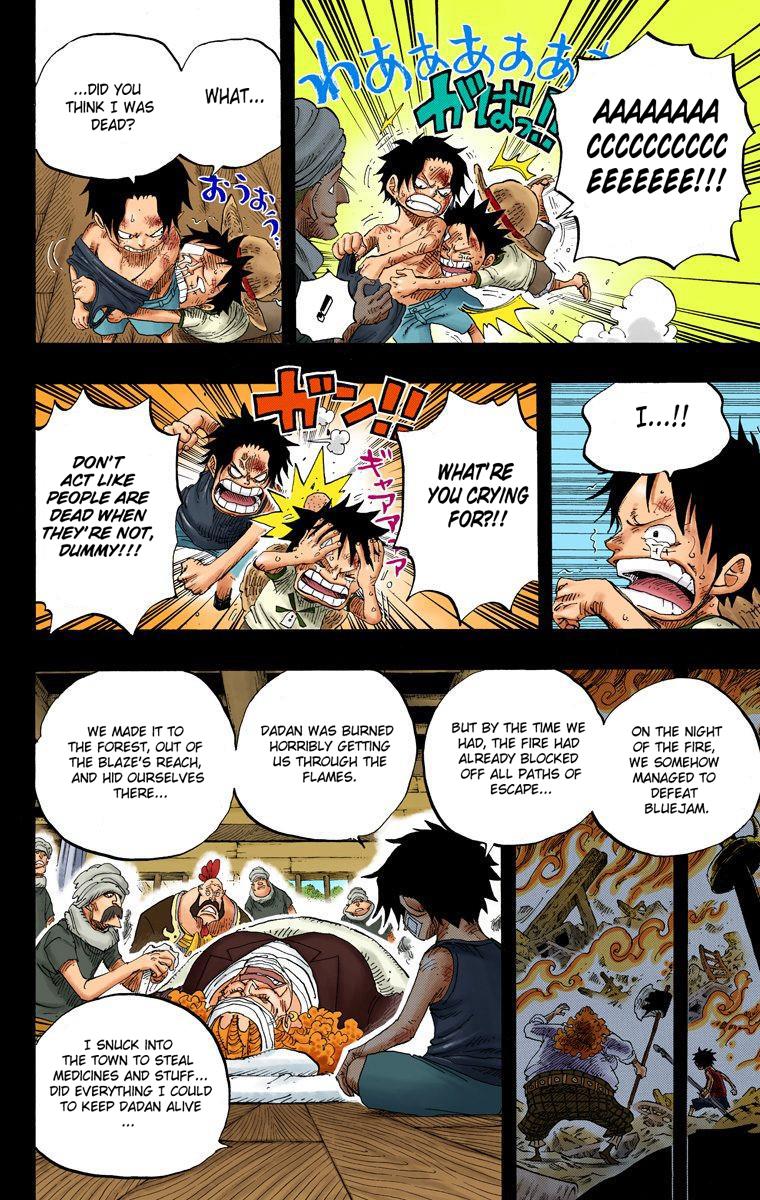 わあああああ
がばっ!!
AAAAAAAA
CCCCCCCCCC
EEEEEEE!!!
!!
WHAT...
...DID YOU
THINK I WAS
DEAD?
おうおう
I...!!
WHAT'RE
YOU CRYING
FOR?!!
ガン!!
ギャアアアア
DON'T
ACT LIKE
PEOPLE ARE
DEAD WHEN
THEY'RE NOT,
DUMMY!!!
ON THE NIGHT
OF THE FIRE,
WE SOMEHOW
MANAGED TO
DEFEAT
BLUEJAM.
BUT BY THE TIME WE
HAD, THE FIRE HAD
ALREADY BLOCKED
OFF ALL PATHS OF
ESCAPE...
DADAN WAS BURNED
HORRIBLY GETTING
US THROUGH THE
FLAMES.
WE MADE IT TO
THE FOREST, OUT OF
THE BLAZE'S REACH,
AND HID OURSELVES
THERE...
I SNUCK INTO
THE TOWN TO STEAL
MEDICINES AND STUFF...
DID EVERYTHING I COULD
TO KEEP DADAN ALIVE
...